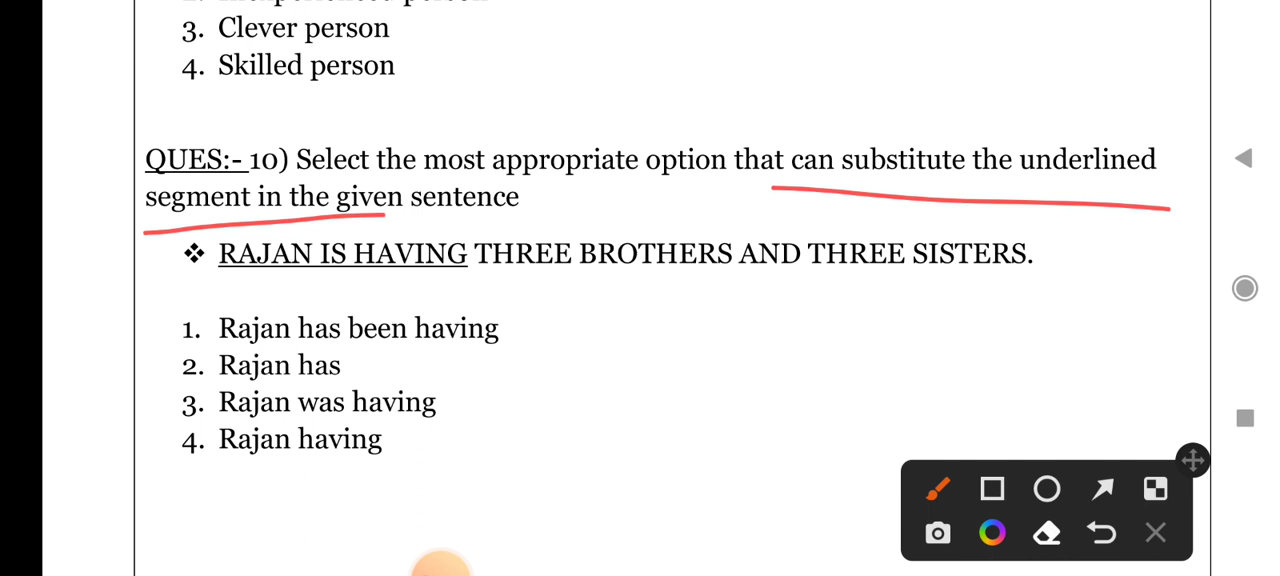 3. Clever person
4. Skilled person
QUES:- 10) Select the most appropriate option that can substitute the underlined
segment in the given sentence
❖ RAJAN IS HAVING THREE BROTHERS AND THREE SISTERS.
1. Rajan has been having
2. Rajan has
3. Rajan was having
4. Rajan having